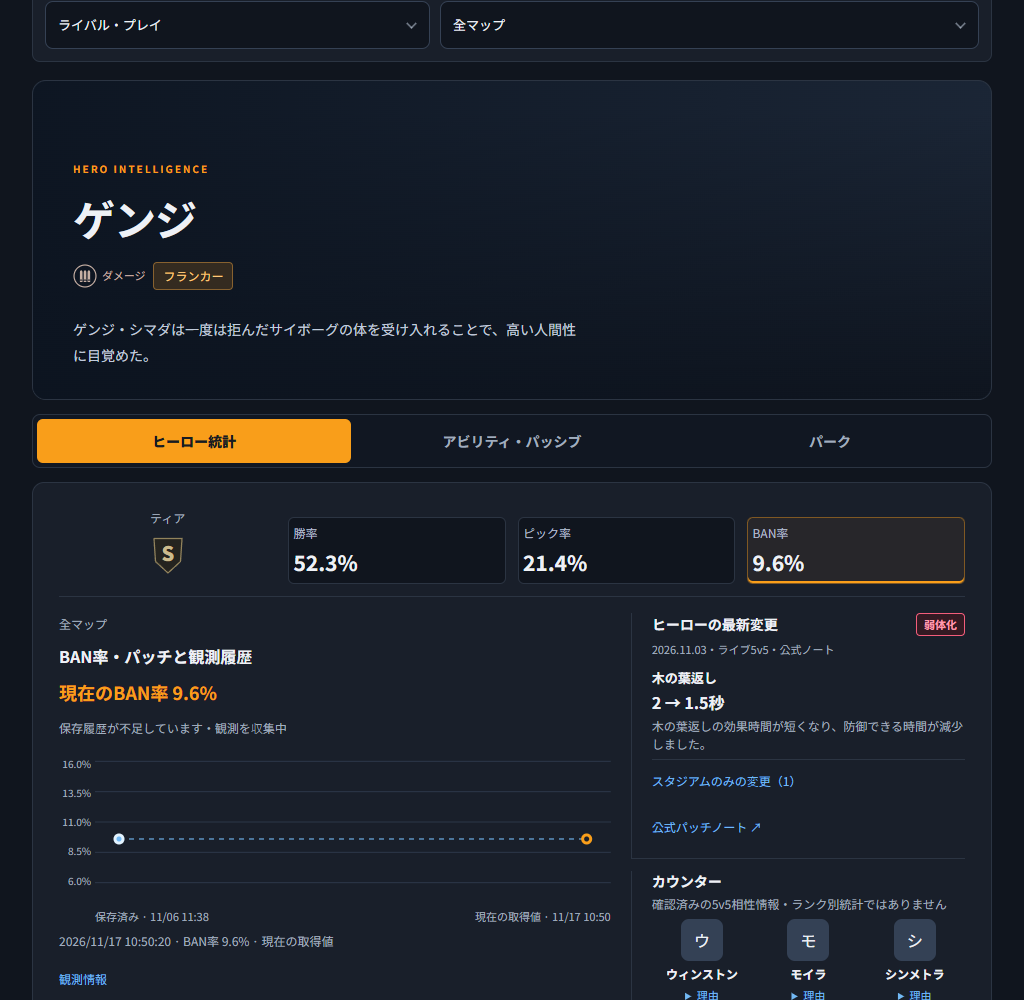 ライバル・プレイ
全マップ
HERO INTELLIGENCE
ゲンジ
ダメージ
フランカー
ゲンジ・シマダは一度は拒んだサイボーグの体を受け入れることで、高い人間性
に目覚めた。
ヒーロー統計
アビリティ・パッシブ
パーク
ティア
S
勝率
52.3%
ピック率
21.4%
BAN率
9.6%
全マップ
BAN率・パッチと観測履歴
現在のBAN率 9.6%
保存履歴が不足しています・観測を収集中
16.0%
13.5%
11.0%
8.5%
6.0%
保存済み · 11/06 11:38
現在の取得値 · 11/17 10:50
2026/11/17 10:50:20 · BAN率 9.6% · 現在の取得値
観測情報
ヒーローの最新変更
弱体化
2026.11.03・ライブ5v5・公式ノート
木の葉返し
2 → 1.5秒
木の葉返しの効果時間が短くなり、防御できる時間が減少
しました。
スタジアムのみの変更（1）
公式パッチノート ↗
カウンター
確認済みの5v5相性情報・ランク別統計ではありません
ウ
モ
シ
ウィンストン
モイラ
シンメトラ
▶ 理由
▶ 理由
▶ 理由